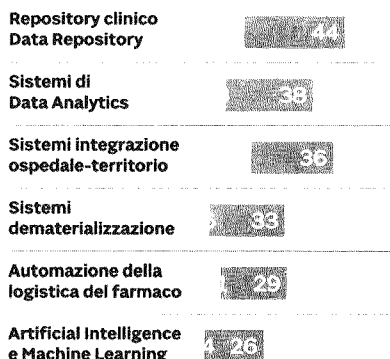 Repository clinico
Data Repository
44
Sistemi di
Data Analytics
38
Sistemi integrazione
ospedale-territorio
36
Sistemi
dematerializzazione
33
Automazione della
logistica del farmaco
29
Artificial Intelligence
e Machine Learning
26